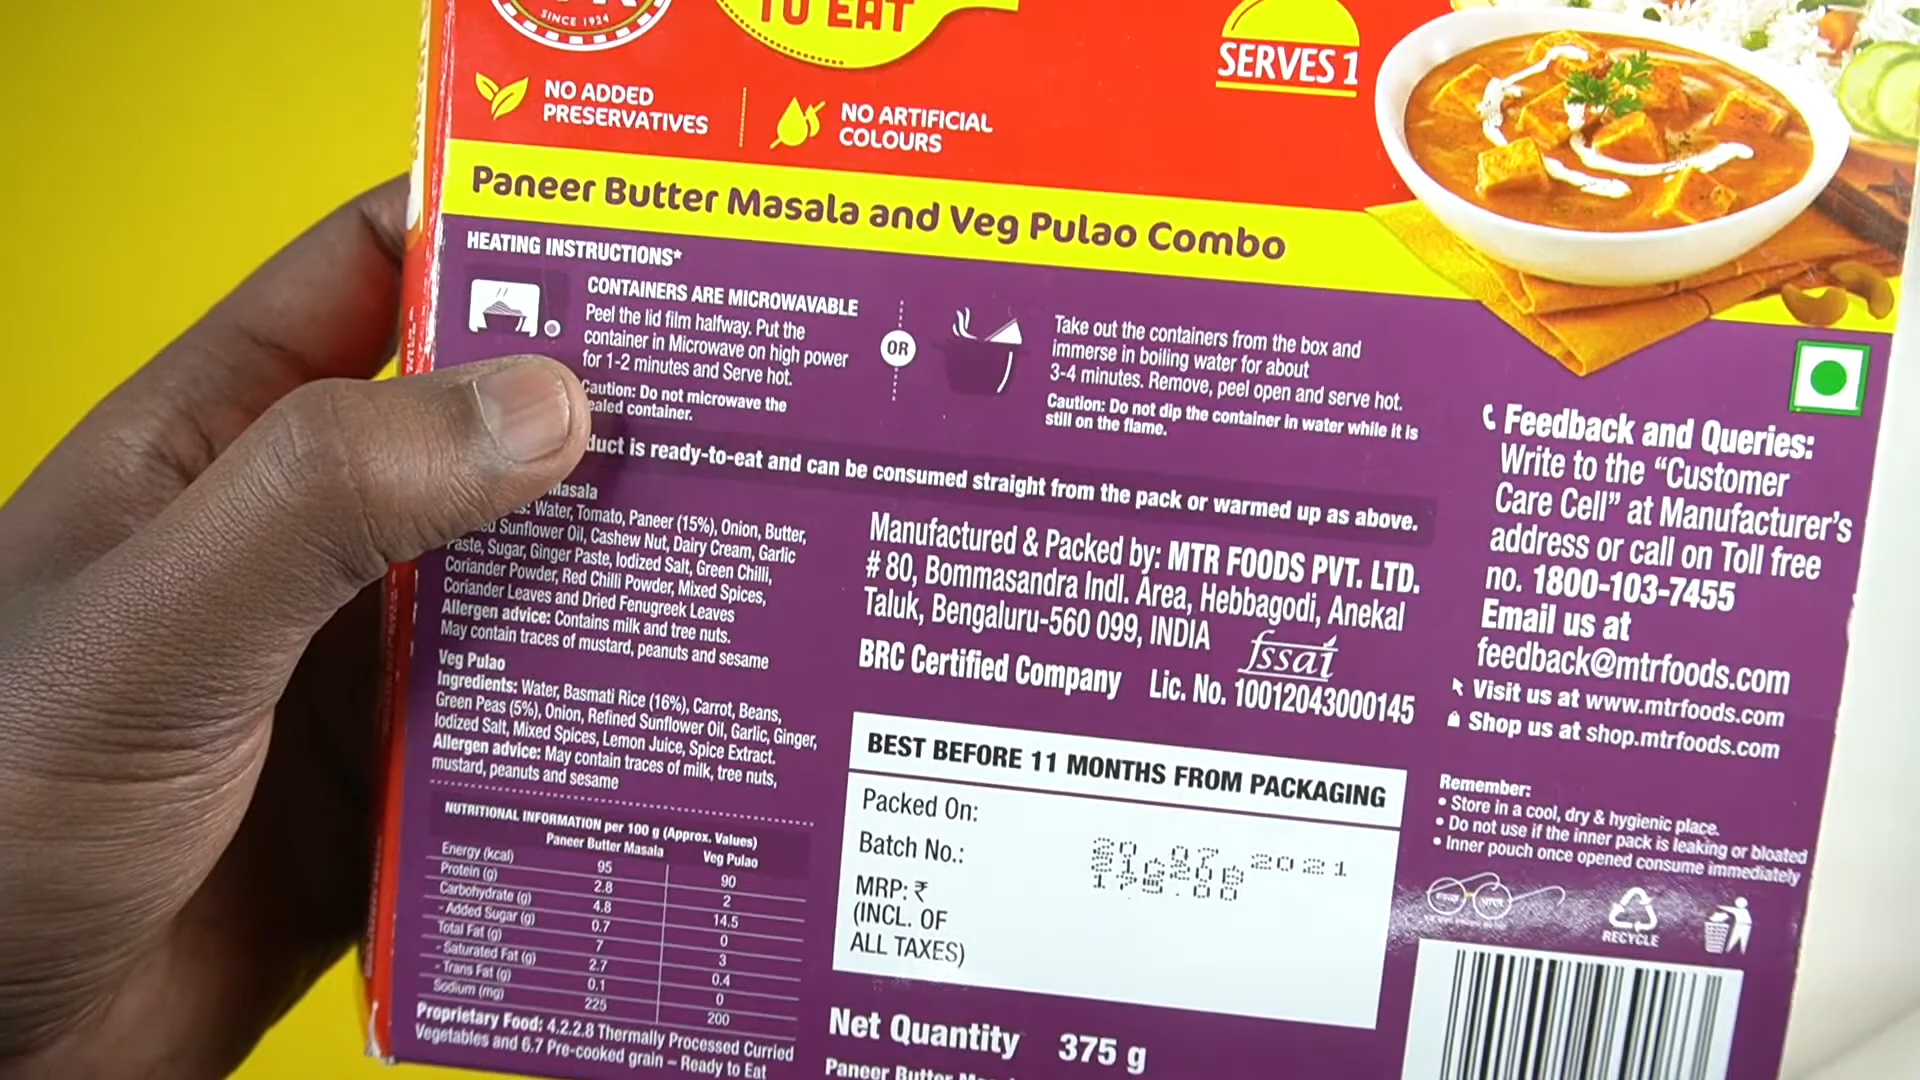 SINCE 1924
TO EAT
SERVES 1
NO ADDED
PRESERVATIVES
NO ARTIFICIAL
COLOURS
Paneer Butter Masala and Veg Pulao Combo
HEATING INSTRUCTIONS*
CONTAINERS ARE MICROWAVABLE
Peel the lid film halfway. Put the
container in Microwave on high power
for 1-2 minutes and Serve hot.
Caution: Do not microwave the
container.
OR
Take out the containers from the box and
immerse in boiling water for about
3-4 minutes. Remove, peel open and serve hot.
Caution: Do not dip the container in water while it is
still on the flame.
is ready-to-eat and can be consumed straight from the pack or warmed up as above.
Masala
Water, Tomato, Paneer (15%), Onion, Butter,
Sunflower Oil, Cashew Nut, Dairy Cream, Garlic
Paste, Sugar, Ginger Paste, Iodized Salt, Green Chilli,
Coriander Powder, Red Chilli Powder, Mixed Spices,
Coriander Leaves and Dried Fenugreek Leaves
Allergen advice: Contains milk and tree nuts.
May contain traces of mustard, peanuts and sesame
Veg Pulao
Ingredients: Water, Basmati Rice (16%), Carrot, Beans,
Green Peas (5%), Onion, Refined Sunflower Oil, Garlic, Ginger,
Iodized Salt, Mixed Spices, Lemon Juice, Spice Extract.
Allergen advice: May contain traces of milk, tree nuts,
mustard, peanuts and sesame
NUTRITIONAL INFORMATION per 100 g (Approx. Values)
Paneer Butter Masala Veg Pulao
Energy (kcal) 95 90
Protein (g) 2.8 2
Carbohydrate (g) 4.8 14.5
- Added Sugar (g) 0.7 0
Total Fat (g) 7 3
- Saturated Fat (g) 2.7 0.4
- Trans Fat (g) 0.1 0
Sodium (mg) 225 200
Proprietary Food: 4.2.2.8 Thermally Processed Curried
Vegetables and 6.7 Pre-cooked grain – Ready to Eat
Manufactured & Packed by: MTR FOODS PVT. LTD.
# 80, Bommasandra Indl. Area, Hebbagodi, Anekal
Taluk, Bengaluru-560 099, INDIA
fssai
BRC Certified Company Lic. No. 10012043000145
BEST BEFORE 11 MONTHS FROM PACKAGING
Packed On:
Batch No.:
MRP: ₹
(INCL. OF
ALL TAXES)
07 2021
Net Quantity 375 g
Paneer
Feedback and Queries:
Write to the “Customer
Care Cell” at Manufacturer's
address or call on Toll free
no. 1800-103-7455
Email us at
feedback@mtrfoods.com
Visit us at www.mtrfoods.com
Shop us at shop.mtrfoods.com
Remember:
• Store in a cool, dry & hygienic place.
• Do not use if the inner pack is leaking or bloated
• Inner pouch once opened consume immediately
RECYCLE